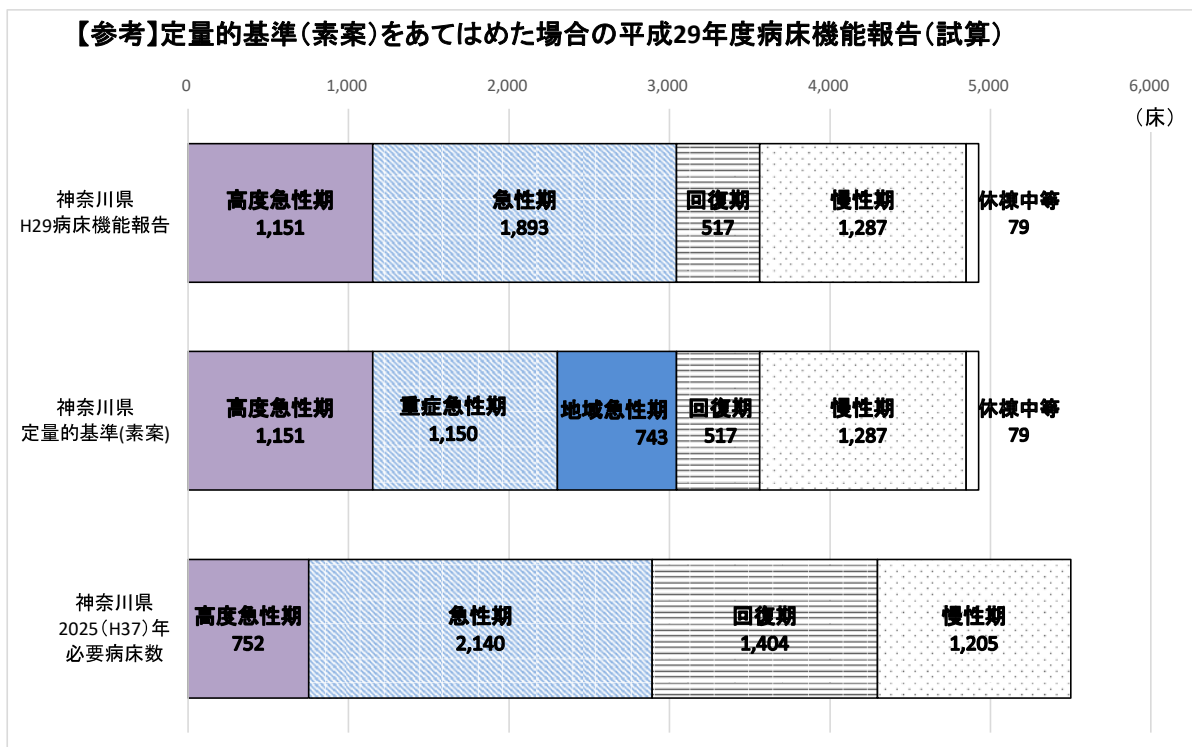 【参考】定量的基準（素案）をあてはめた場合の平成29年度病床機能報告（試算）
0 1,000 2,000 3,000 4,000 5,000 6,000
（床）
神奈川県
H29病床機能報告
高度急性期
1,151
急性期
1,893
回復期
517
慢性期
1,287
休棟中等
79
神奈川県
定量的基準(素案)
高度急性期
1,151
重症急性期
1,150
地域急性期
743
回復期
517
慢性期
1,287
休棟中等
79
神奈川県
2025（H37）年
必要病床数
高度急性期
752
急性期
2,140
回復期
1,404
慢性期
1,205